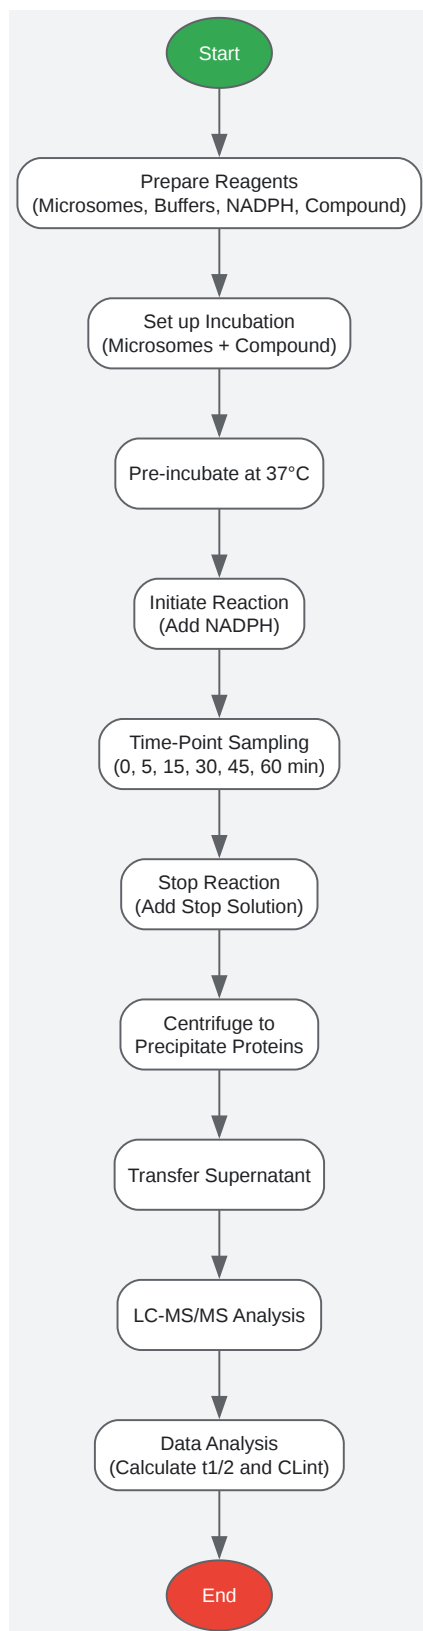 Start
Prepare Reagents
(Microsomes, Buffers, NADPH, Compound)
Set up Incubation
(Microsomes + Compound)
Pre-incubate at 37°C
Initiate Reaction
(Add NADPH)
Time-Point Sampling
(0, 5, 15, 30, 45, 60 min)
Stop Reaction
(Add Stop Solution)
Centrifuge to
Precipitate Proteins
Transfer Supernatant
LC-MS/MS Analysis
Data Analysis
(Calculate t1/2 and CLint)
End